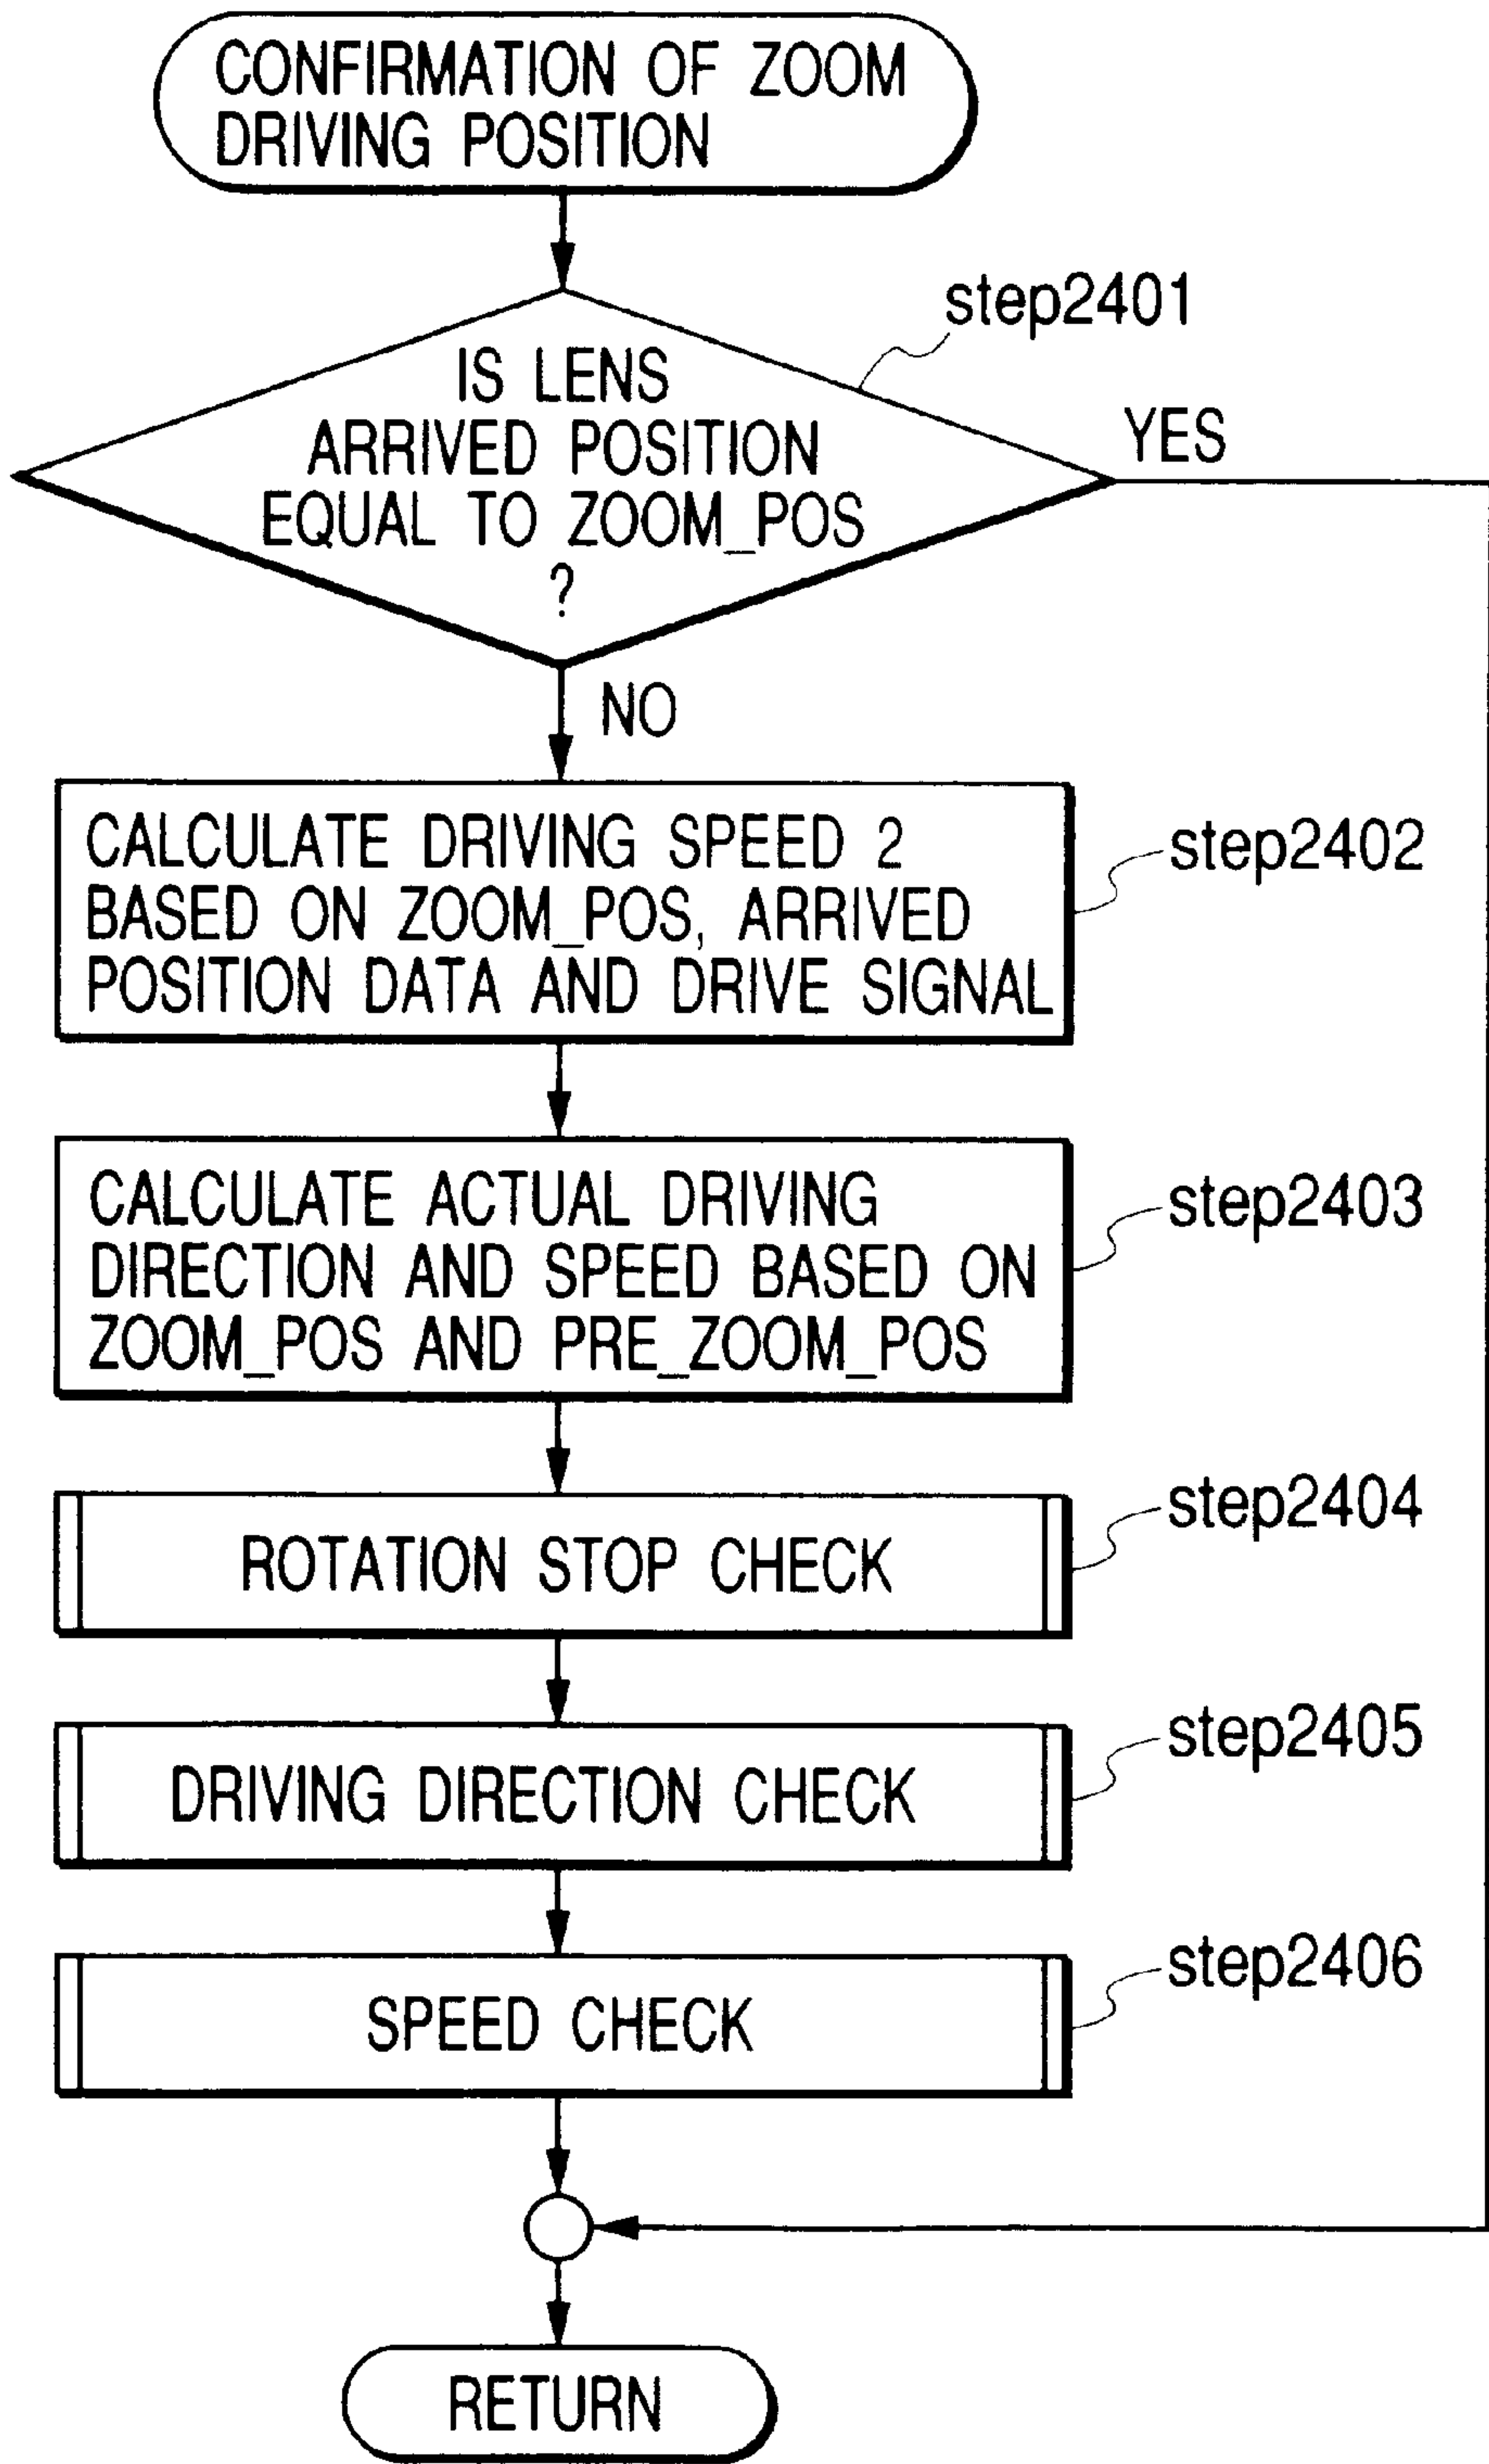 CONFIRMATION OF ZOOM
DRIVING POSITION
step2401
IS LENS
ARRIVED POSITION
EQUAL TO ZOOM_POS
?
YES
NO
CALCULATE DRIVING SPEED 2
BASED ON ZOOM_POS, ARRIVED
POSITION DATA AND DRIVE SIGNAL
step2402
CALCULATE ACTUAL DRIVING
DIRECTION AND SPEED BASED ON
ZOOM_POS AND PRE_ZOOM_POS
step2403
ROTATION STOP CHECK
step2404
DRIVING DIRECTION CHECK
step2405
SPEED CHECK
step2406
RETURN